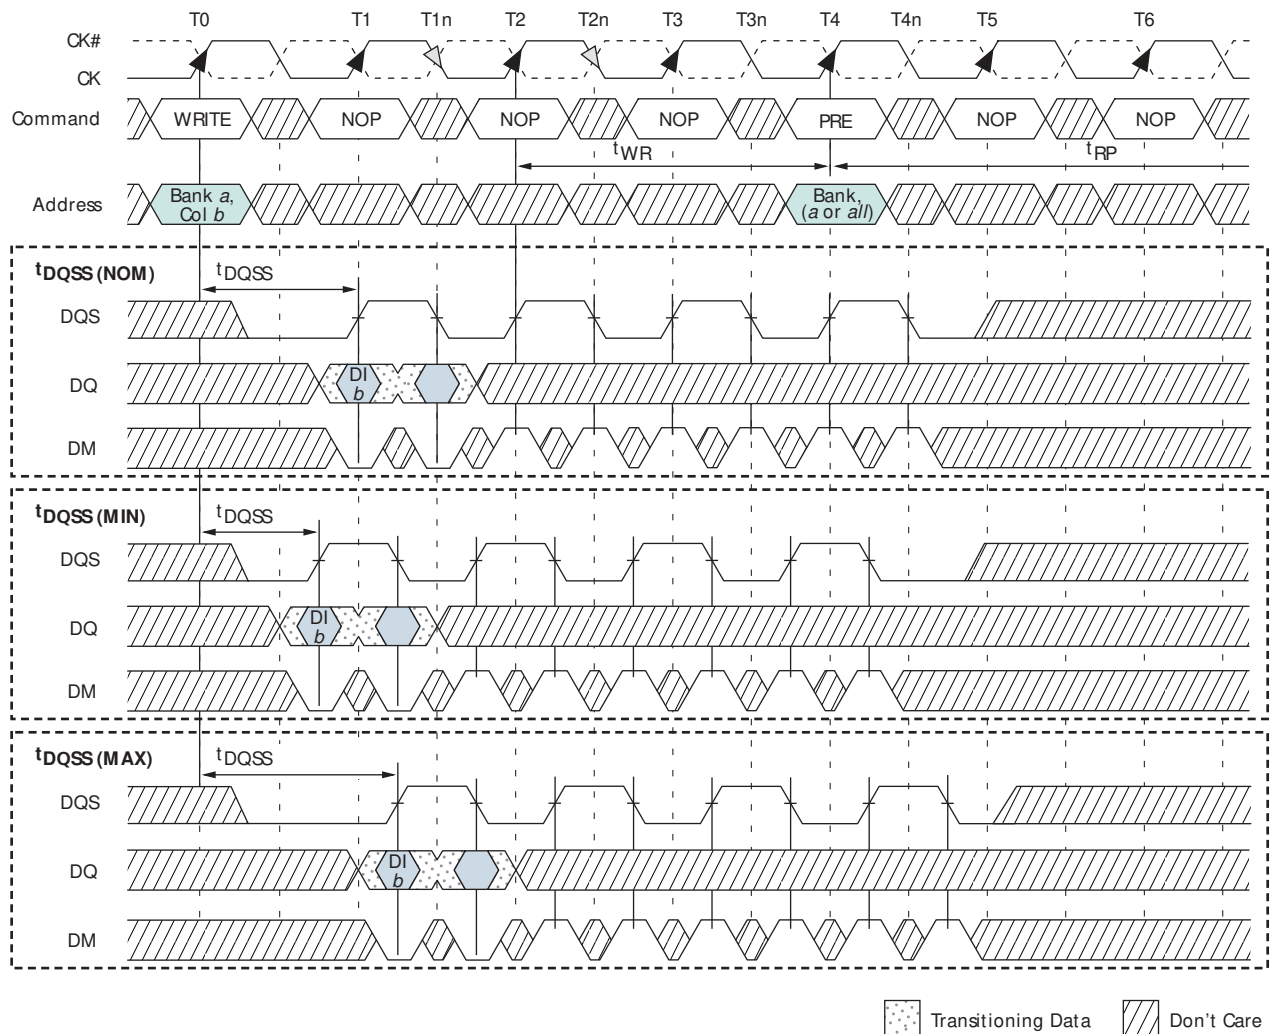 T0 T1 T1n T2 T2n T3 T3n T4 T4n T5 T6
CK#
CK
Command WRITE NOP NOP NOP PRE NOP NOP
tWR tRP
Address Bank a, Col b Bank, (a or all)
tDQSS (NOM) tDQSS
DQS
DQ DI b
DM
tDQSS (MIN) tDQSS
DQS
DQ DI b
DM
tDQSS (MAX) tDQSS
DQS
DQ DI b
DM
Transitioning Data Don't Care